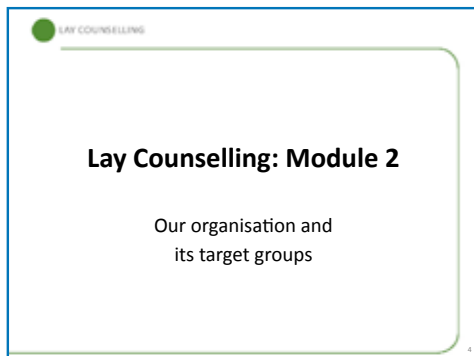 LAY COUNSELLING
Lay Counselling: Module 2
Our organisation and
its target groups
4